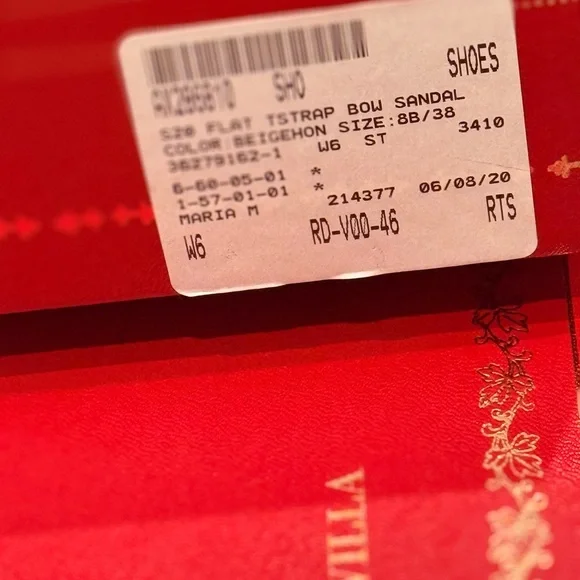 SHO
SHOES
S20 FLAT TSTRAP BOW SANDAL
COLOR:BEIGEHON SIZE:8B/38
36279162-1 W6 ST 3410
6-60-05-01 *
1-57-01-01 * 214377 06/08/20
MARIA M
W6 RD-V00-46 RTS
VILLA